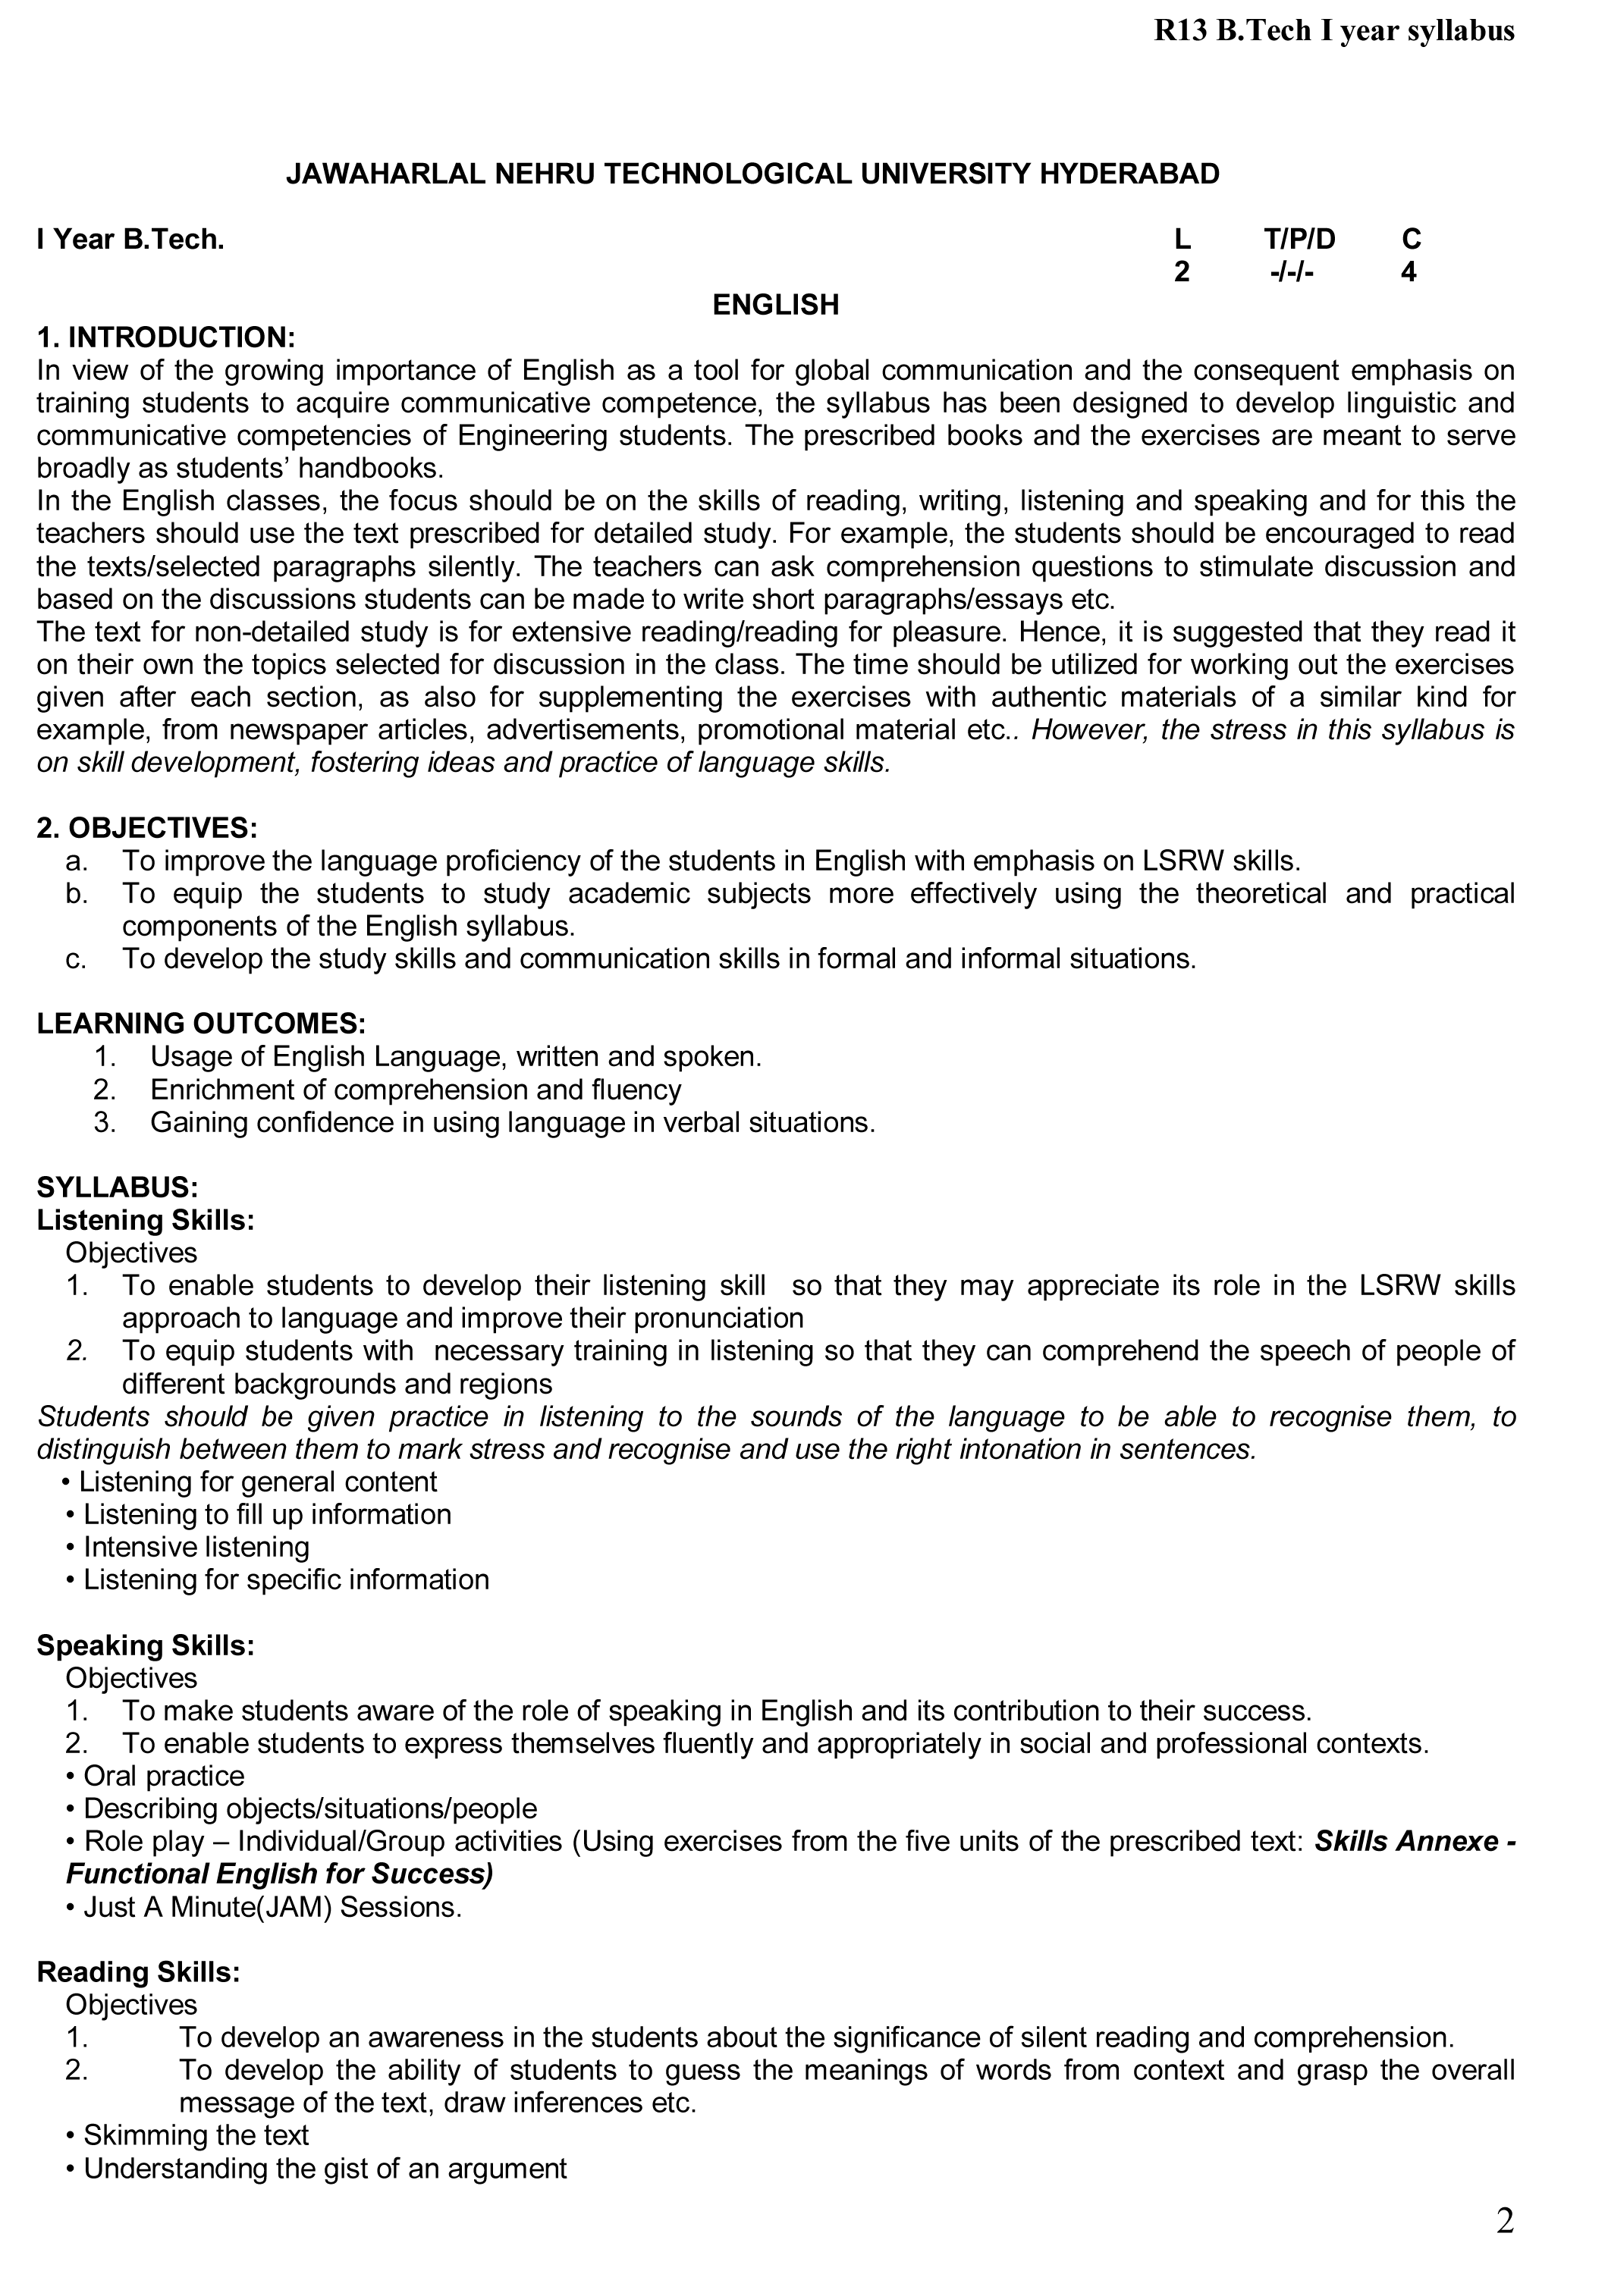 R13 B.Tech I year syllabus
JAWAHARLAL NEHRU TECHNOLOGICAL UNIVERSITY HYDERABAD
I Year B.Tech. L T/P/D C
2 -/-/- 4
ENGLISH
1. INTRODUCTION:
In view of the growing importance of English as a tool for global communication and the consequent emphasis on
training students to acquire communicative competence, the syllabus has been designed to develop linguistic and
communicative competencies of Engineering students. The prescribed books and the exercises are meant to serve
broadly as students’ handbooks.
In the English classes, the focus should be on the skills of reading, writing, listening and speaking and for this the
teachers should use the text prescribed for detailed study. For example, the students should be encouraged to read
the texts/selected paragraphs silently. The teachers can ask comprehension questions to stimulate discussion and
based on the discussions students can be made to write short paragraphs/essays etc.
The text for non-detailed study is for extensive reading/reading for pleasure. Hence, it is suggested that they read it
on their own the topics selected for discussion in the class. The time should be utilized for working out the exercises
given after each section, as also for supplementing the exercises with authentic materials of a similar kind for
example, from newspaper articles, advertisements, promotional material etc.. However, the stress in this syllabus is
on skill development, fostering ideas and practice of language skills.
2. OBJECTIVES:
a. To improve the language proficiency of the students in English with emphasis on LSRW skills.
b. To equip the students to study academic subjects more effectively using the theoretical and practical
components of the English syllabus.
c. To develop the study skills and communication skills in formal and informal situations.
LEARNING OUTCOMES:
1. Usage of English Language, written and spoken.
2. Enrichment of comprehension and fluency
3. Gaining confidence in using language in verbal situations.
SYLLABUS:
Listening Skills:
Objectives
1. To enable students to develop their listening skill so that they may appreciate its role in the LSRW skills
approach to language and improve their pronunciation
2. To equip students with necessary training in listening so that they can comprehend the speech of people of
different backgrounds and regions
Students should be given practice in listening to the sounds of the language to be able to recognise them, to
distinguish between them to mark stress and recognise and use the right intonation in sentences.
• Listening for general content
• Listening to fill up information
• Intensive listening
• Listening for specific information
Speaking Skills:
Objectives
1. To make students aware of the role of speaking in English and its contribution to their success.
2. To enable students to express themselves fluently and appropriately in social and professional contexts.
• Oral practice
• Describing objects/situations/people
• Role play – Individual/Group activities (Using exercises from the five units of the prescribed text: Skills Annexe -
Functional English for Success)
• Just A Minute(JAM) Sessions.
Reading Skills:
Objectives
1. To develop an awareness in the students about the significance of silent reading and comprehension.
2. To develop the ability of students to guess the meanings of words from context and grasp the overall
message of the text, draw inferences etc.
• Skimming the text
• Understanding the gist of an argument
2